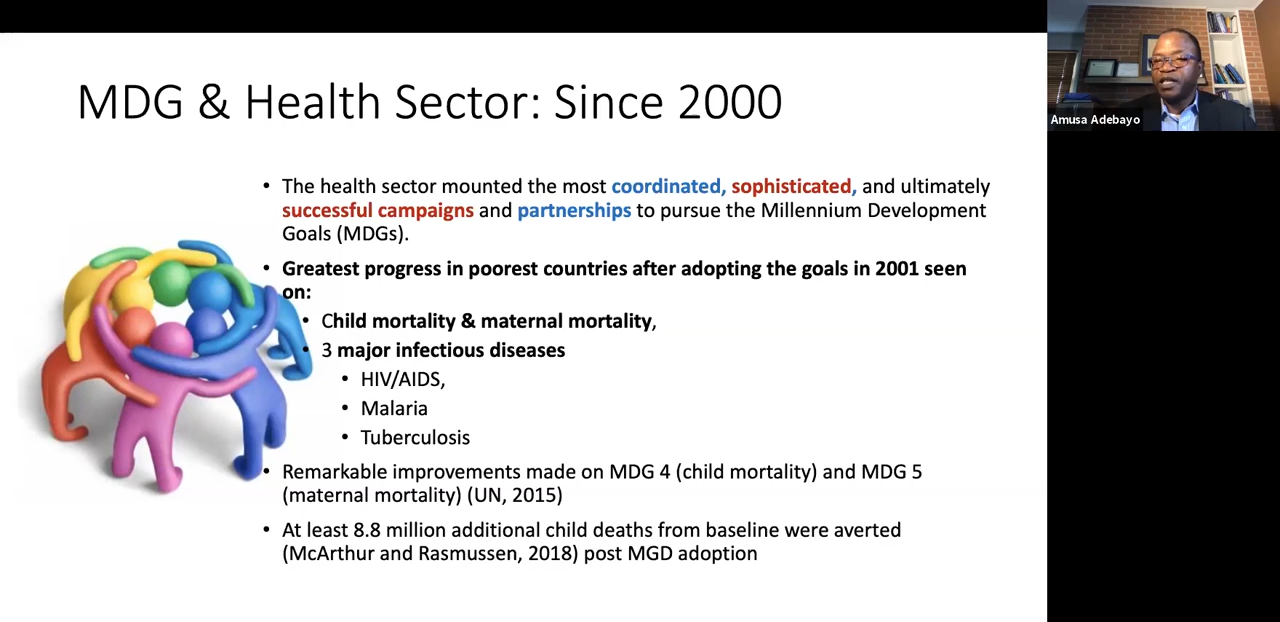 MDG & Health Sector: Since 2000
• The health sector mounted the most coordinated, sophisticated, and ultimately
successful campaigns and partnerships to pursue the Millennium Development
Goals (MDGs).
• Greatest progress in poorest countries after adopting the goals in 2001 seen
on:
• Child mortality & maternal mortality,
• 3 major infectious diseases
• HIV/AIDS,
• Malaria
• Tuberculosis
• Remarkable improvements made on MDG 4 (child mortality) and MDG 5
(maternal mortality) (UN, 2015)
• At least 8.8 million additional child deaths from baseline were averted
(McArthur and Rasmussen, 2018) post MGD adoption
Amusa Adebayo